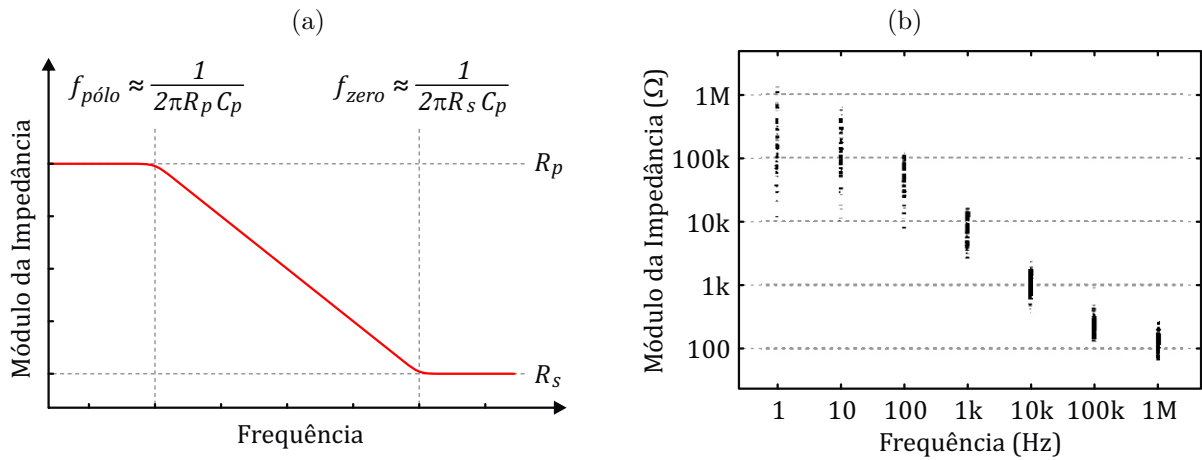 (a)
Módulo da Impedância
f_pólo ≈ 1 / 2πR_p C_p
f_zero ≈ 1 / 2πR_s C_p
R_p
R_s
Frequência
(b)
Módulo da Impedância (Ω)
1M
100k
10k
1k
100
1 10 100 1k 10k 100k 1M
Frequência (Hz)